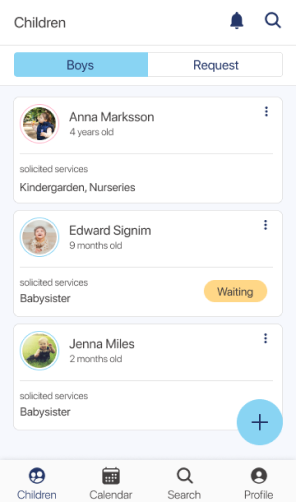 Children
Boys
Request
Anna Marksson
4 years old
solicited services
Kindergarden, Nurseries
Edward Signim
9 months old
solicited services
Babysister
Waiting
Jenna Miles
2 months old
solicited services
Babysister
Children
Calendar
Search
Profile